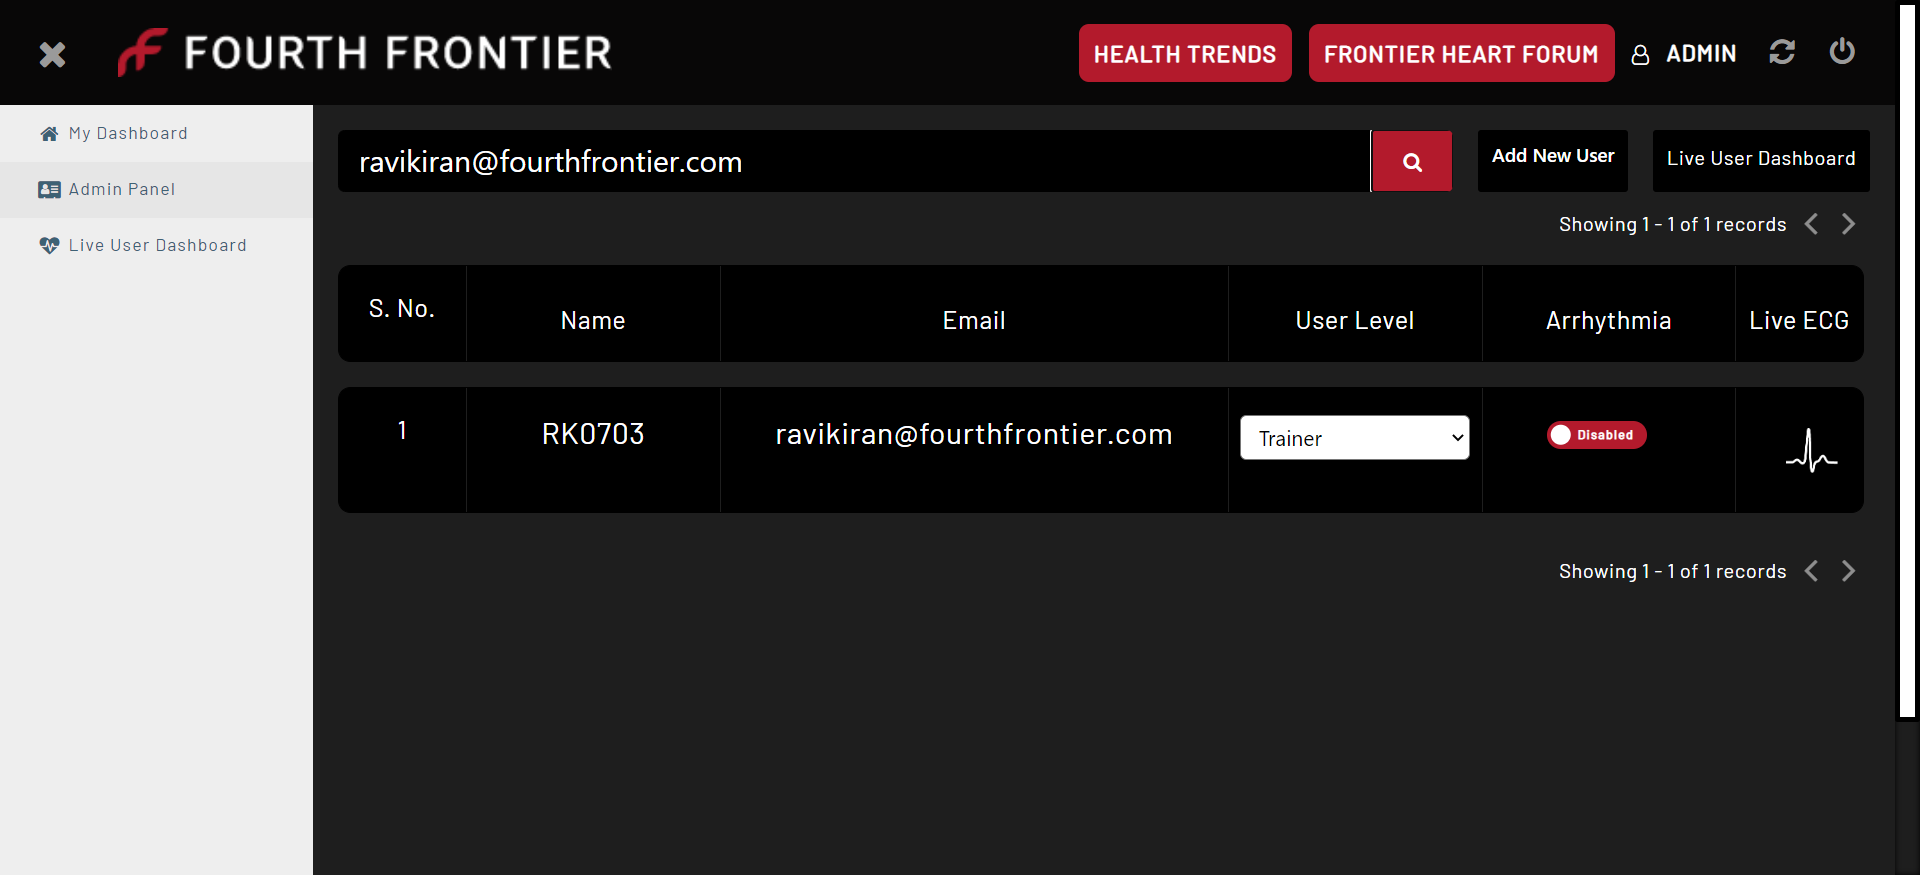 FOURTH FRONTIER
HEALTH TRENDS
FRONTIER HEART FORUM
ADMIN
My Dashboard
Admin Panel
Live User Dashboard
ravikiran@fourthfrontier.com
Add New User
Live User Dashboard
Showing 1 - 1 of 1 records
S. No.
Name
Email
User Level
Arrhythmia
Live ECG
1
RK0703
ravikiran@fourthfrontier.com
Trainer
Disabled
Showing 1 - 1 of 1 records